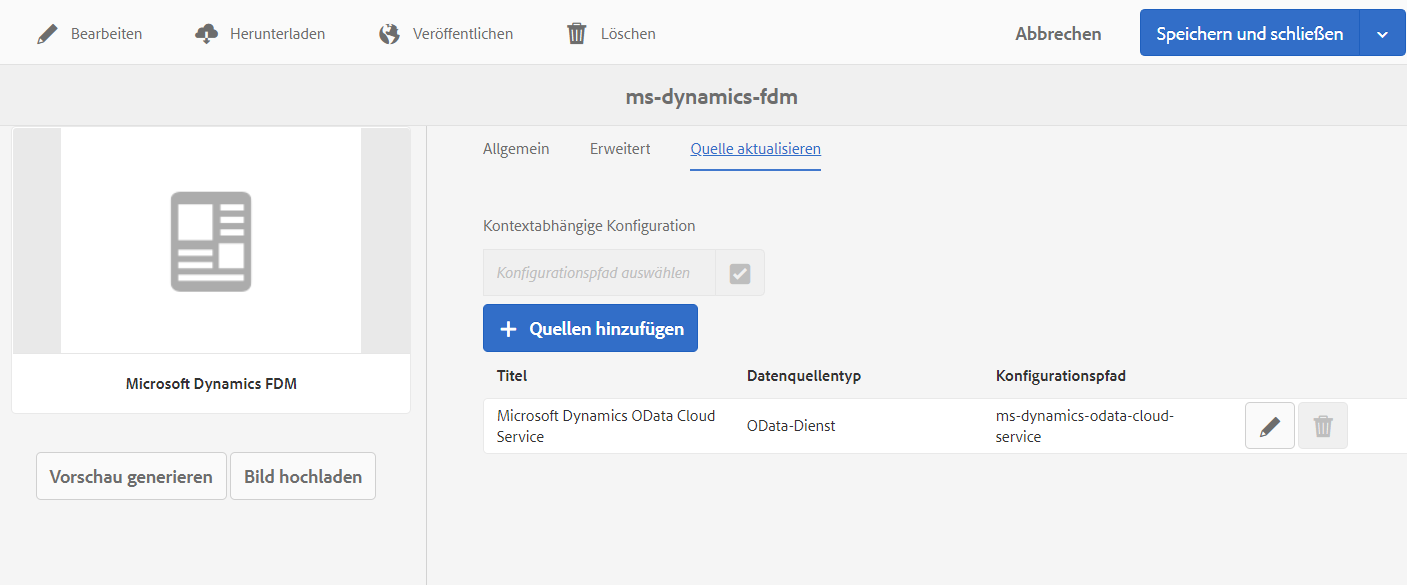 Bearbeiten Herunterladen Veröffentlichen Löschen Abbrechen Speichern und schließen
ms-dynamics-fdm
Microsoft Dynamics FDM
Vorschau generieren Bild hochladen
Allgemein Erweitert Quelle aktualisieren
Kontextabhängige Konfiguration
Konfigurationspfad auswählen
Quellen hinzufügen
Titel Datenquellentyp Konfigurationspfad
Microsoft Dynamics OData Cloud
Service
OData-Dienst
ms-dynamics-odata-cloud-
service